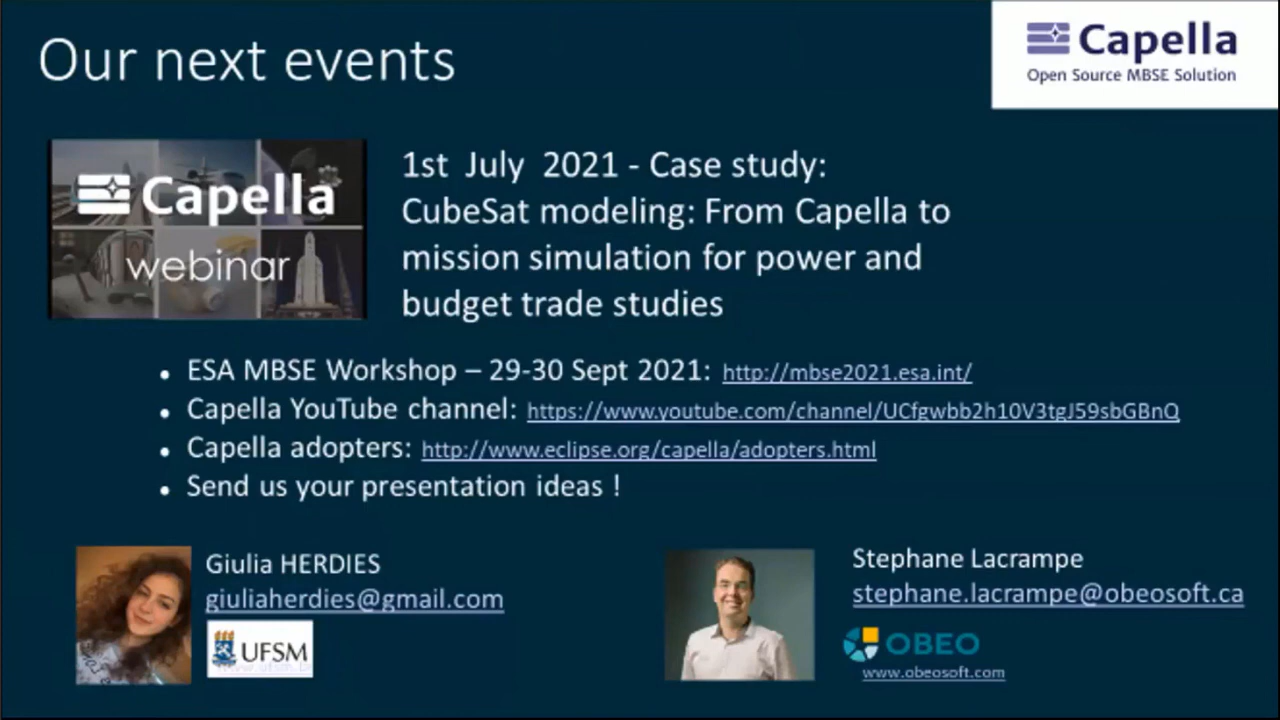 Our next events
Capella
Open Source MBSE Solution
Capella
webinar
1st July 2021 - Case study:
CubeSat modeling: From Capella to
mission simulation for power and
budget trade studies
• ESA MBSE Workshop – 29-30 Sept 2021: http://mbse2021.esa.int/
• Capella YouTube channel: https://www.youtube.com/channel/UCfgwbb2h10V3tgJ59sbGBnQ
• Capella adopters: http://www.eclipse.org/capella/adopters.html
• Send us your presentation ideas !
Giulia HERDIES
giuliaherdies@gmail.com
UFSM
Stephane Lacrampe
stephane.lacrampe@obeosoft.ca
OBEO
www.obeosoft.com